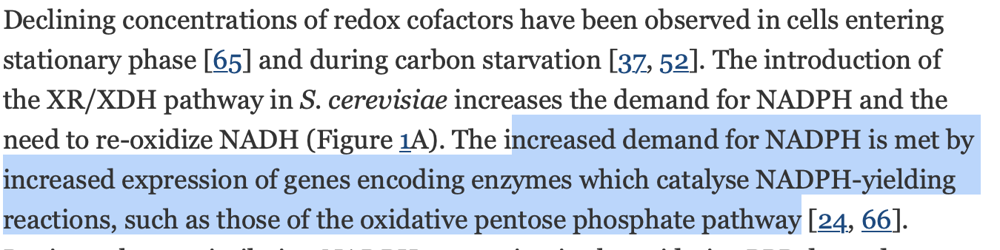 Declining concentrations of redox cofactors have been observed in cells entering
stationary phase [65] and during carbon starvation [37, 52]. The introduction of
the XR/XDH pathway in S. cerevisiae increases the demand for NADPH and the
need to re-oxidize NADH (Figure 1A). The increased demand for NADPH is met by
increased expression of genes encoding enzymes which catalyse NADPH-yielding
reactions, such as those of the oxidative pentose phosphate pathway [24, 66].